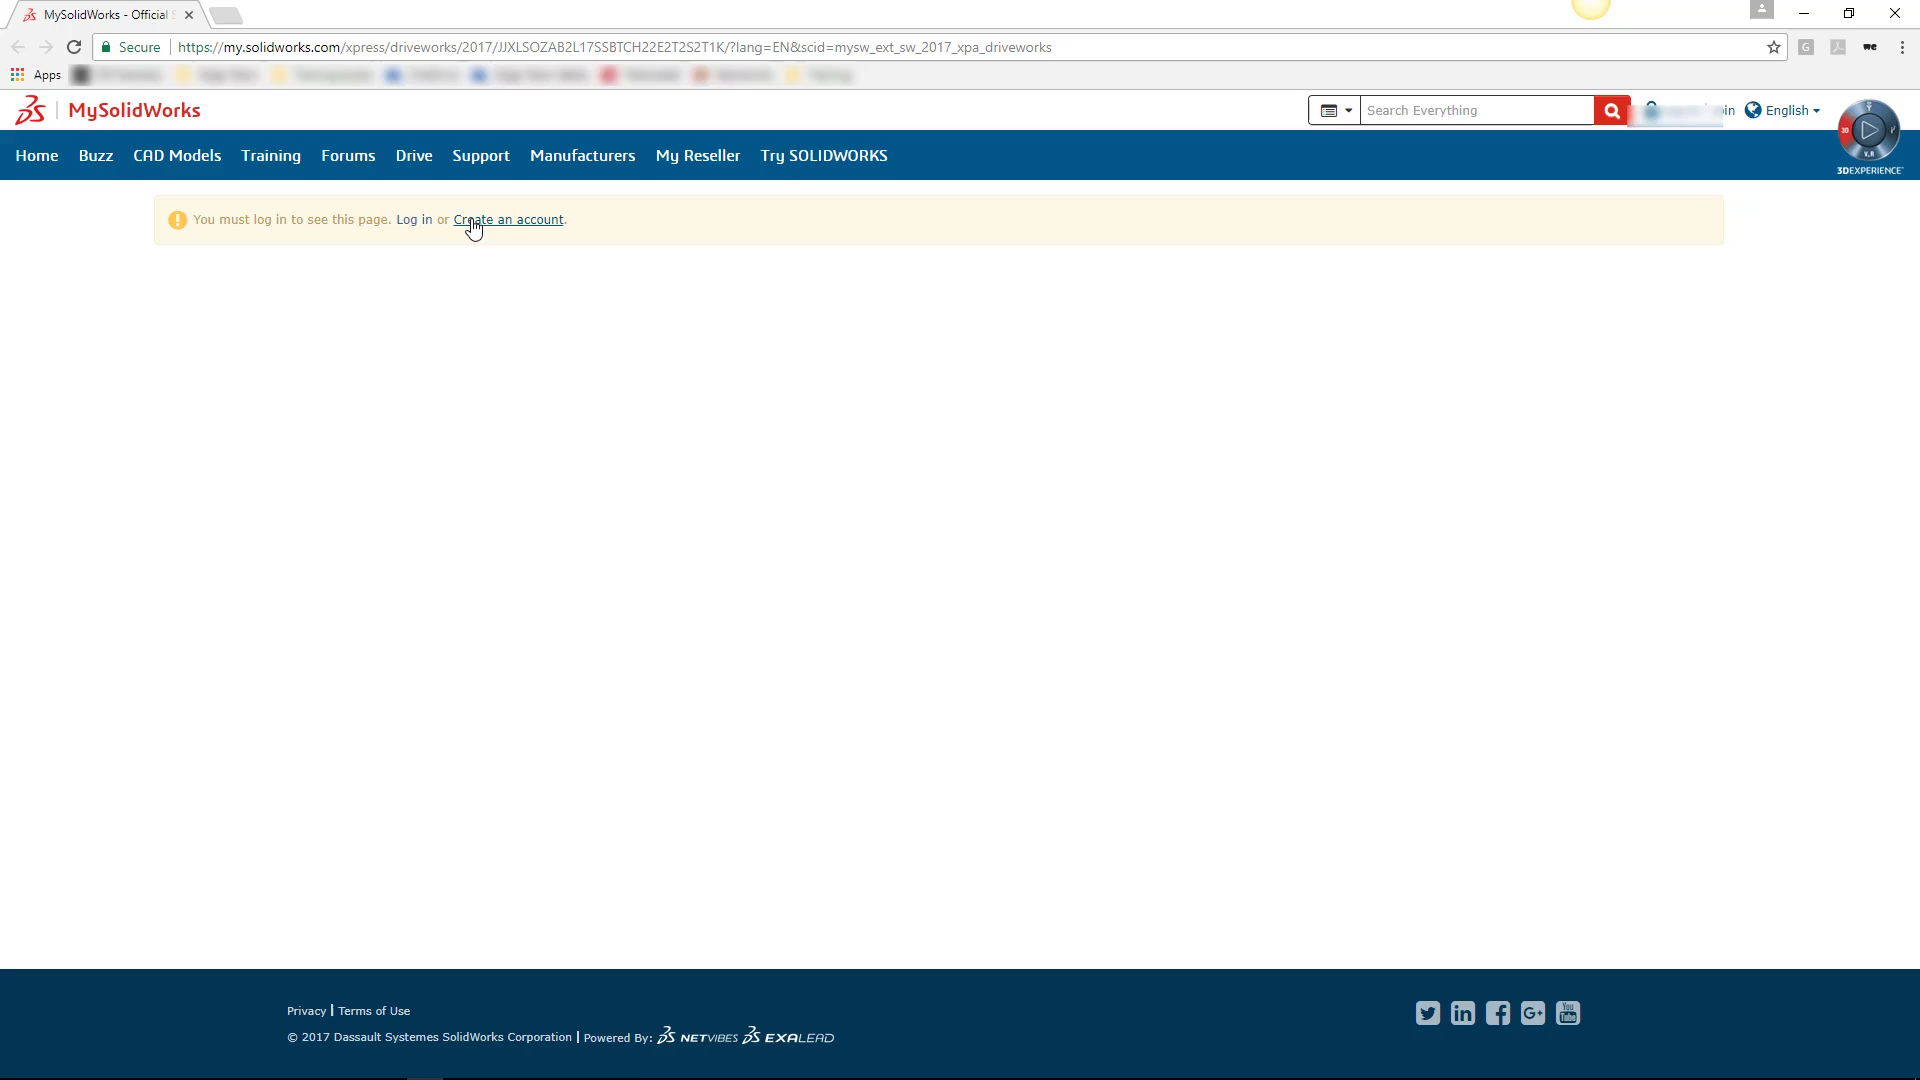 MySolidWorks - Official
Secure https://my.solidworks.com/xpress/driveworks/2017/JJXLSOZAB2L17SSBTCH22E2T2S2T1K/?lang=EN&scid=mysw_ext_sw_2017_xpa_driveworks
Apps
MySolidWorks
Search Everything
English
Home Buzz CAD Models Training Forums Drive Support Manufacturers My Reseller Try SOLIDWORKS
3D
V.R
3DEXPERIENCE
You must log in to see this page. Log in or Create an account.
Privacy | Terms of Use
© 2017 Dassault Systemes SolidWorks Corporation | Powered By: NETVIBES EXALEAD
You Tube